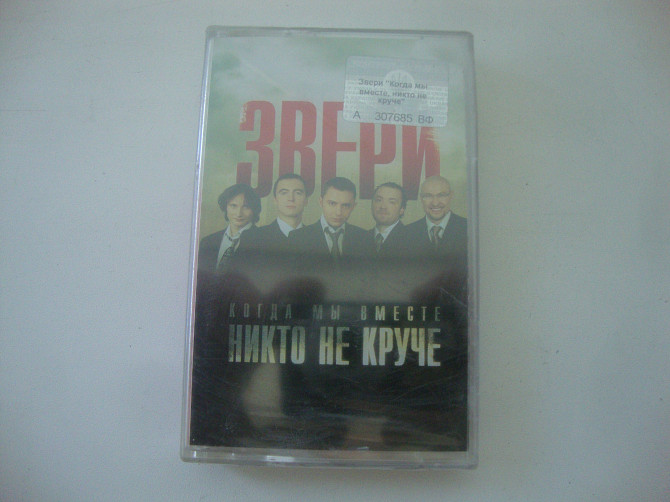 Звери "Когда мы
вместе, никто не
круче"
А 307685 ВФ
ЗВЕРИ
КОГДА МЫ ВМЕСТЕ
НИКТО НЕ КРУЧЕ